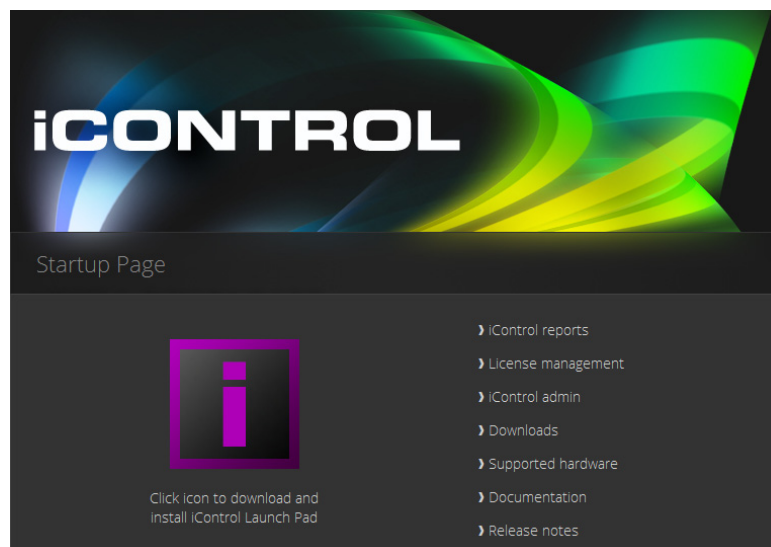 iCONTROL
Startup Page
i
Click icon to download and
install iControl Launch Pad
iControl reports
License management
iControl admin
Downloads
Supported hardware
Documentation
Release notes